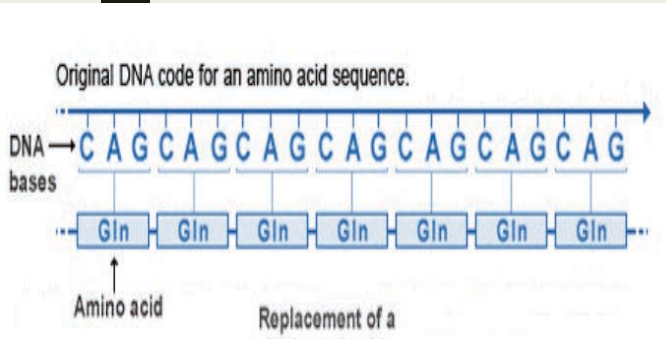 Original DNA code for an amino acid sequence.
DNA
bases
C A G C A G C A G C A G C A G C A G C A G
Gln Gln Gln Gln Gln Gln Gln
Amino acid
Replacement of a